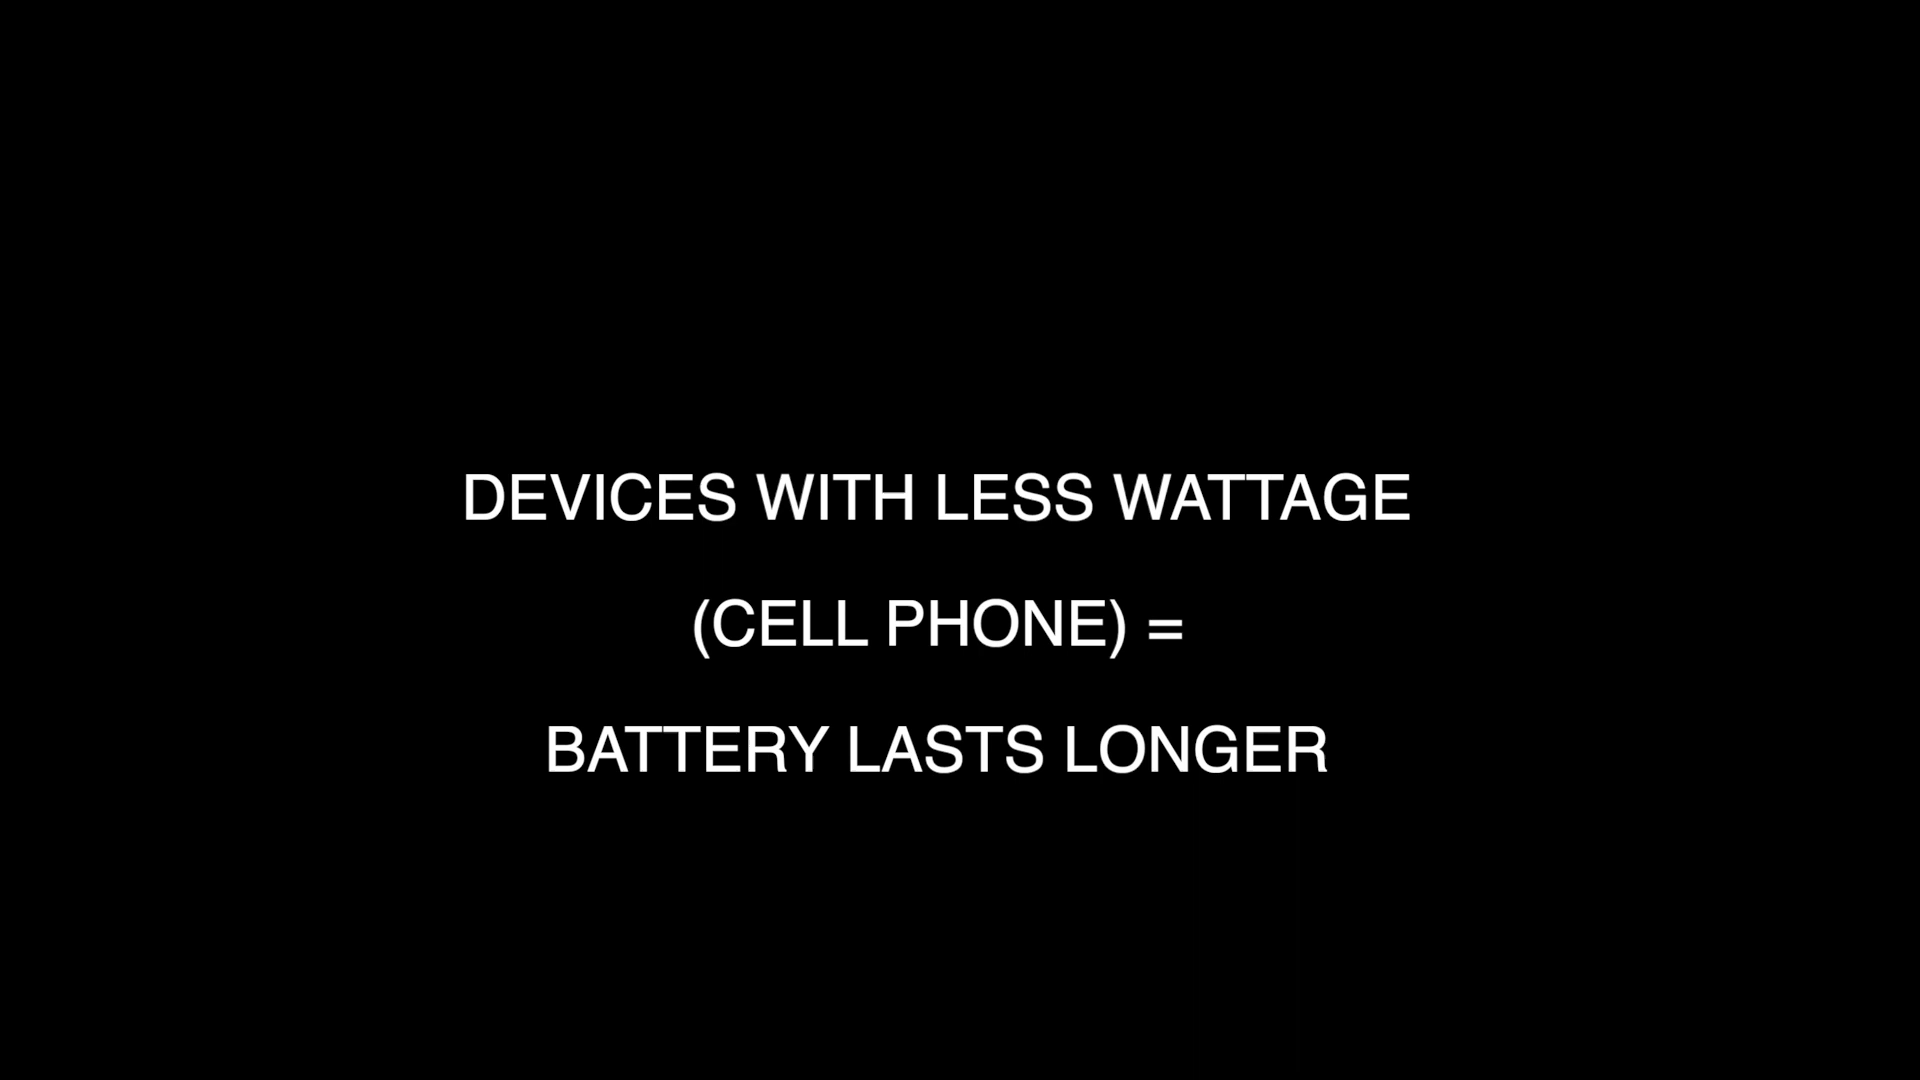 DEVICES WITH LESS WATTAGE
(CELL PHONE) =
BATTERY LASTS LONGER